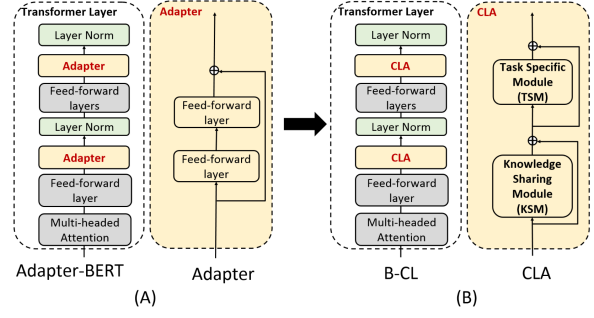 Transformer Layer
Layer Norm
Adapter
Feed-forward
layers
Layer Norm
Adapter
Feed-forward
layer
Multi-headed
Attention
Adapter-BERT
Adapter
Feed-forward
layer
Feed-forward
layer
Adapter
(A)
Transformer Layer
Layer Norm
CLA
Feed-forward
layers
Layer Norm
CLA
Feed-forward
layer
Multi-headed
Attention
B-CL
CLA
Task Specific
Module
(TSM)
Knowledge
Sharing
Module
(KSM)
CLA
(B)